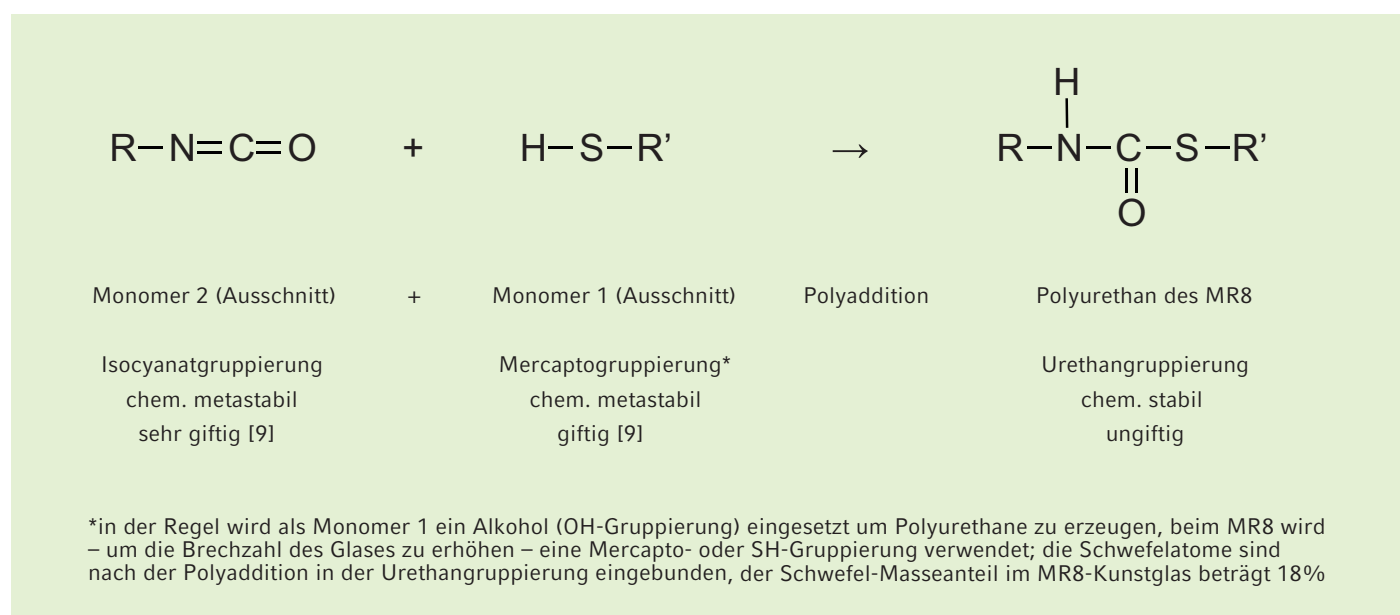 H
R–N=C=O + H–S–R’ → R–N–C–S–R’
O
Monomer 2 (Ausschnitt) + Monomer 1 (Ausschnitt) Polyaddition Polyurethan des MR8
Isocyanatgruppierung Mercaptogruppierung* Urethangruppierung
chem. metastabil chem. metastabil chem. stabil
sehr giftig [9] giftig [9] ungiftig
*in der Regel wird als Monomer 1 ein Alkohol (OH-Gruppierung) eingesetzt um Polyurethane zu erzeugen, beim MR8 wird
– um die Brechzahl des Glases zu erhöhen – eine Mercapto- oder SH-Gruppierung verwendet; die Schwefelatome sind
nach der Polyaddition in der Urethangruppierung eingebunden, der Schwefel-Masseanteil im MR8-Kunstglas beträgt 18%